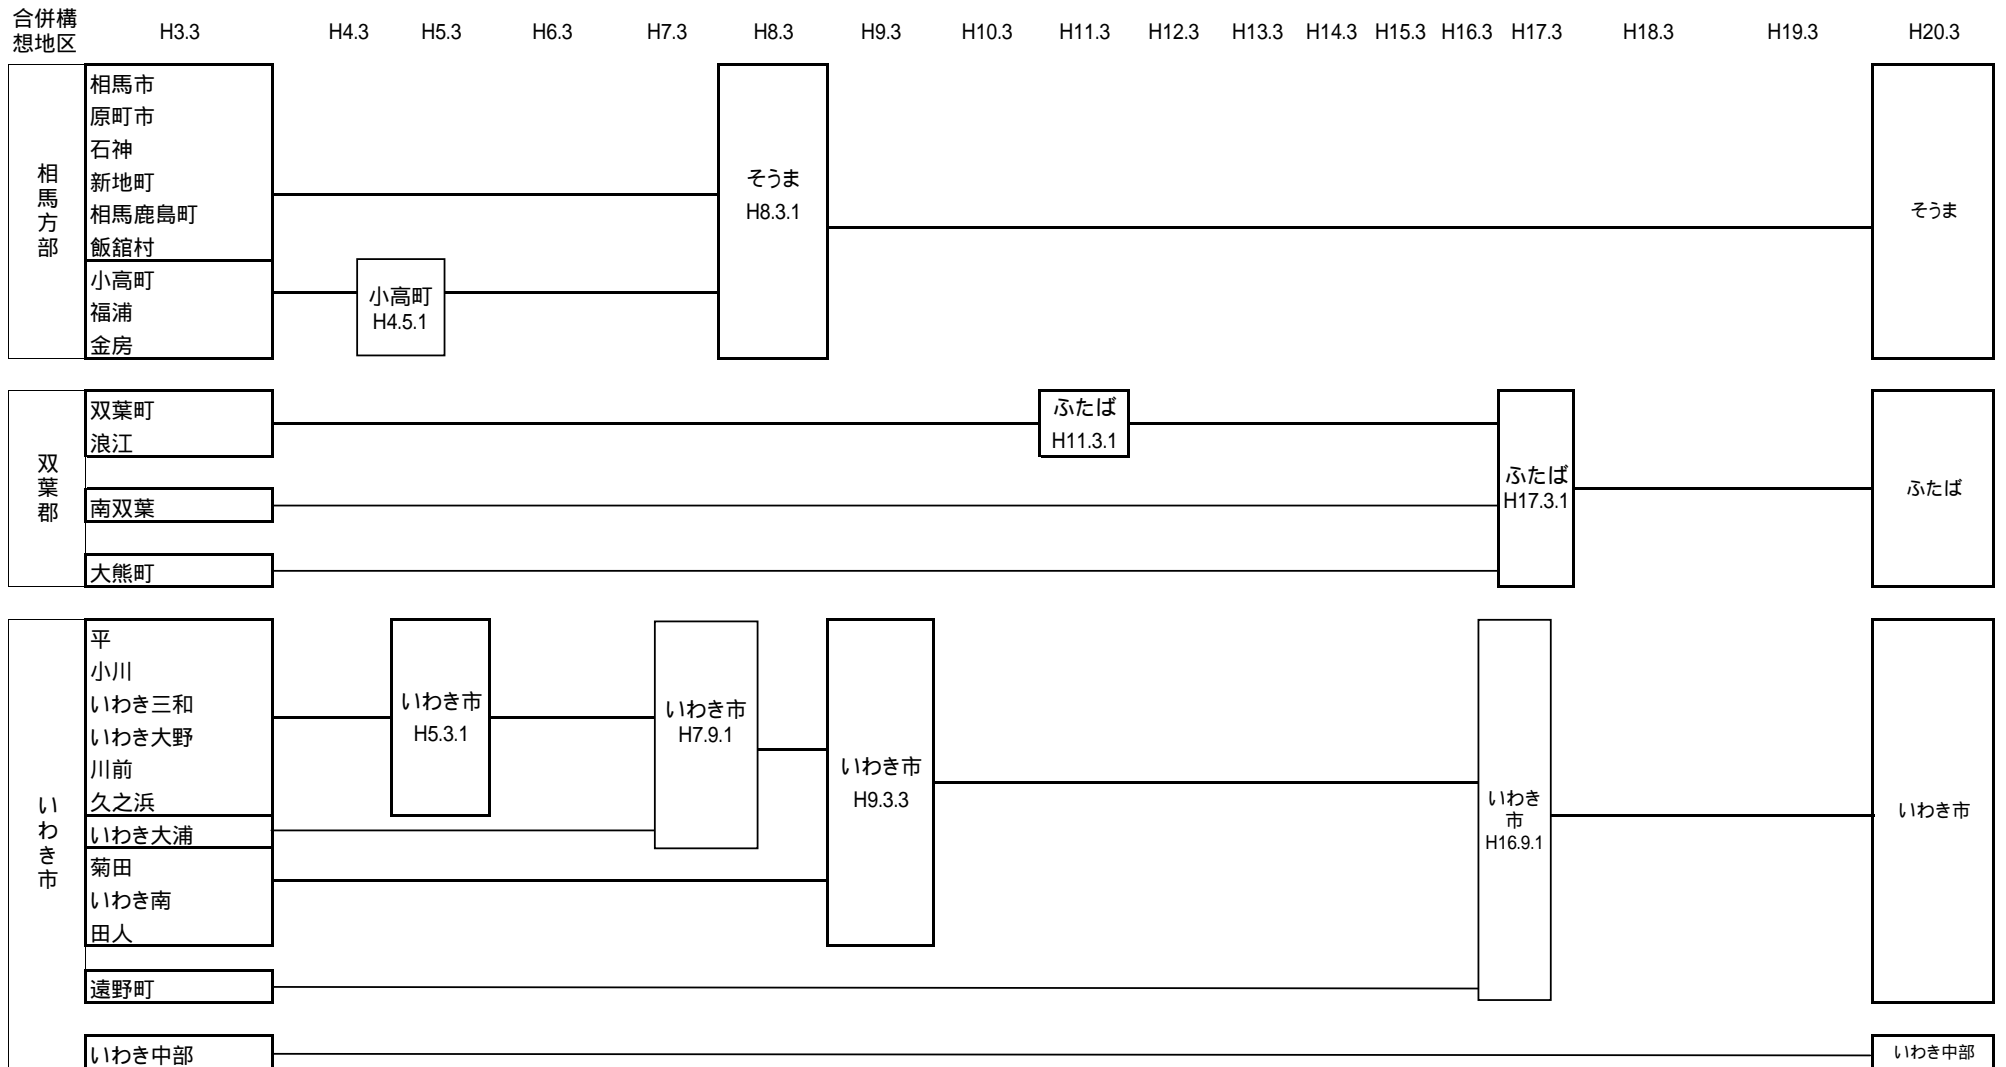 合併構
想地区
H3.3 H4.3 H5.3 H6.3 H7.3 H8.3 H9.3 H10.3 H11.3 H12.3 H13.3 H14.3 H15.3 H16.3 H17.3 H18.3 H19.3 H20.3
相馬方部
相馬市
原町市
石神
新地町
相馬鹿島町
飯舘村
小高町
福浦
金房
小高町
H4.5.1
そうま
H8.3.1
そうま
双葉郡
双葉町
浪江
南双葉
大熊町
ふたば
H11.3.1
ふたば
H17.3.1
ふたば
いわき市
平
小川
いわき三和
いわき大野
川前
久之浜
いわき大浦
菊田
いわき南
田人
遠野町
いわき中部
いわき市
H5.3.1
いわき市
H7.9.1
いわき市
H9.3.3
いわき
市
H16.9.1
いわき市
いわき中部